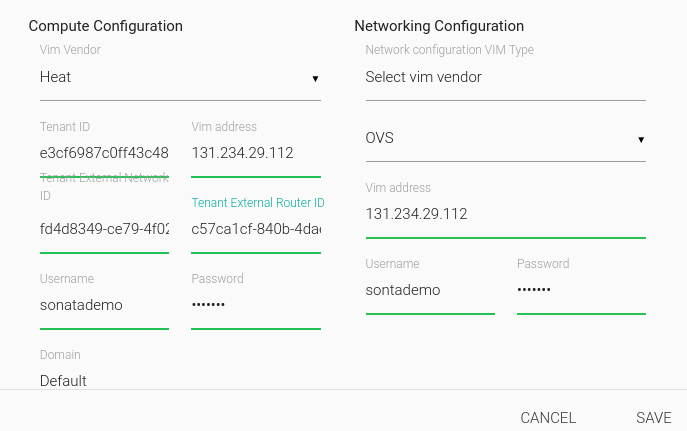 Compute Configuration
Vim Vendor
Heat
Tenant ID
e3cf6987c0ff43c48
Vim address
131.234.29.112
Tenant External Network
ID
fd4d8349-ce79-4f02
Tenant External Router ID
c57ca1cf-840b-4dae
Username
sonatademo
Password
•••••••
Domain
Default
Networking Configuration
Network configuration VIM Type
Select vim vendor
OVS
Vim address
131.234.29.112
Username
sontademo
Password
•••••••
CANCEL
SAVE